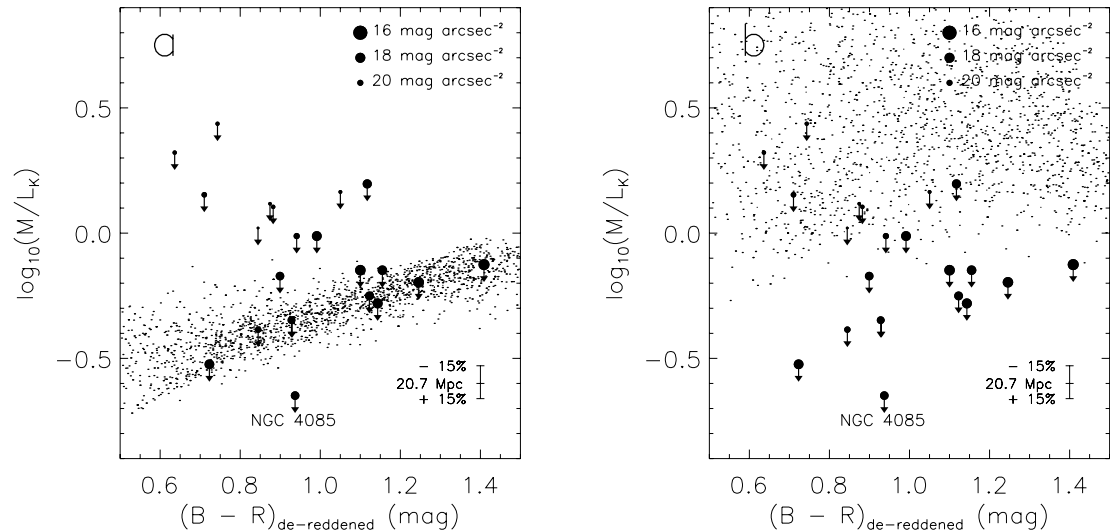 a
16 mag arcsec⁻²
18 mag arcsec⁻²
20 mag arcsec⁻²
0.5
0.0
−0.5
log₁₀(M/L_K)
− 15%
20.7 Mpc
+ 15%
NGC 4085
0.6 0.8 1.0 1.2 1.4
(B − R)de−reddened (mag)
b
16 mag arcsec⁻²
18 mag arcsec⁻²
20 mag arcsec⁻²
0.5
0.0
−0.5
log₁₀(M/L_K)
− 15%
20.7 Mpc
+ 15%
NGC 4085
0.6 0.8 1.0 1.2 1.4
(B − R)de−reddened (mag)